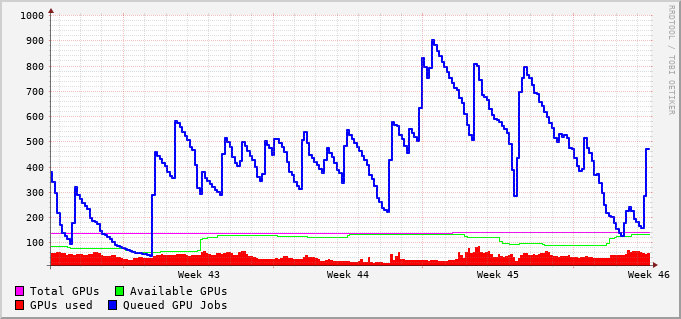 1000
900
800
700
600
500
400
300
200
100
Week 43 Week 44 Week 45 Week 46
Total GPUs Available GPUs
GPUs used Queued GPU Jobs
RRDTOOL / TOBI OETIKER